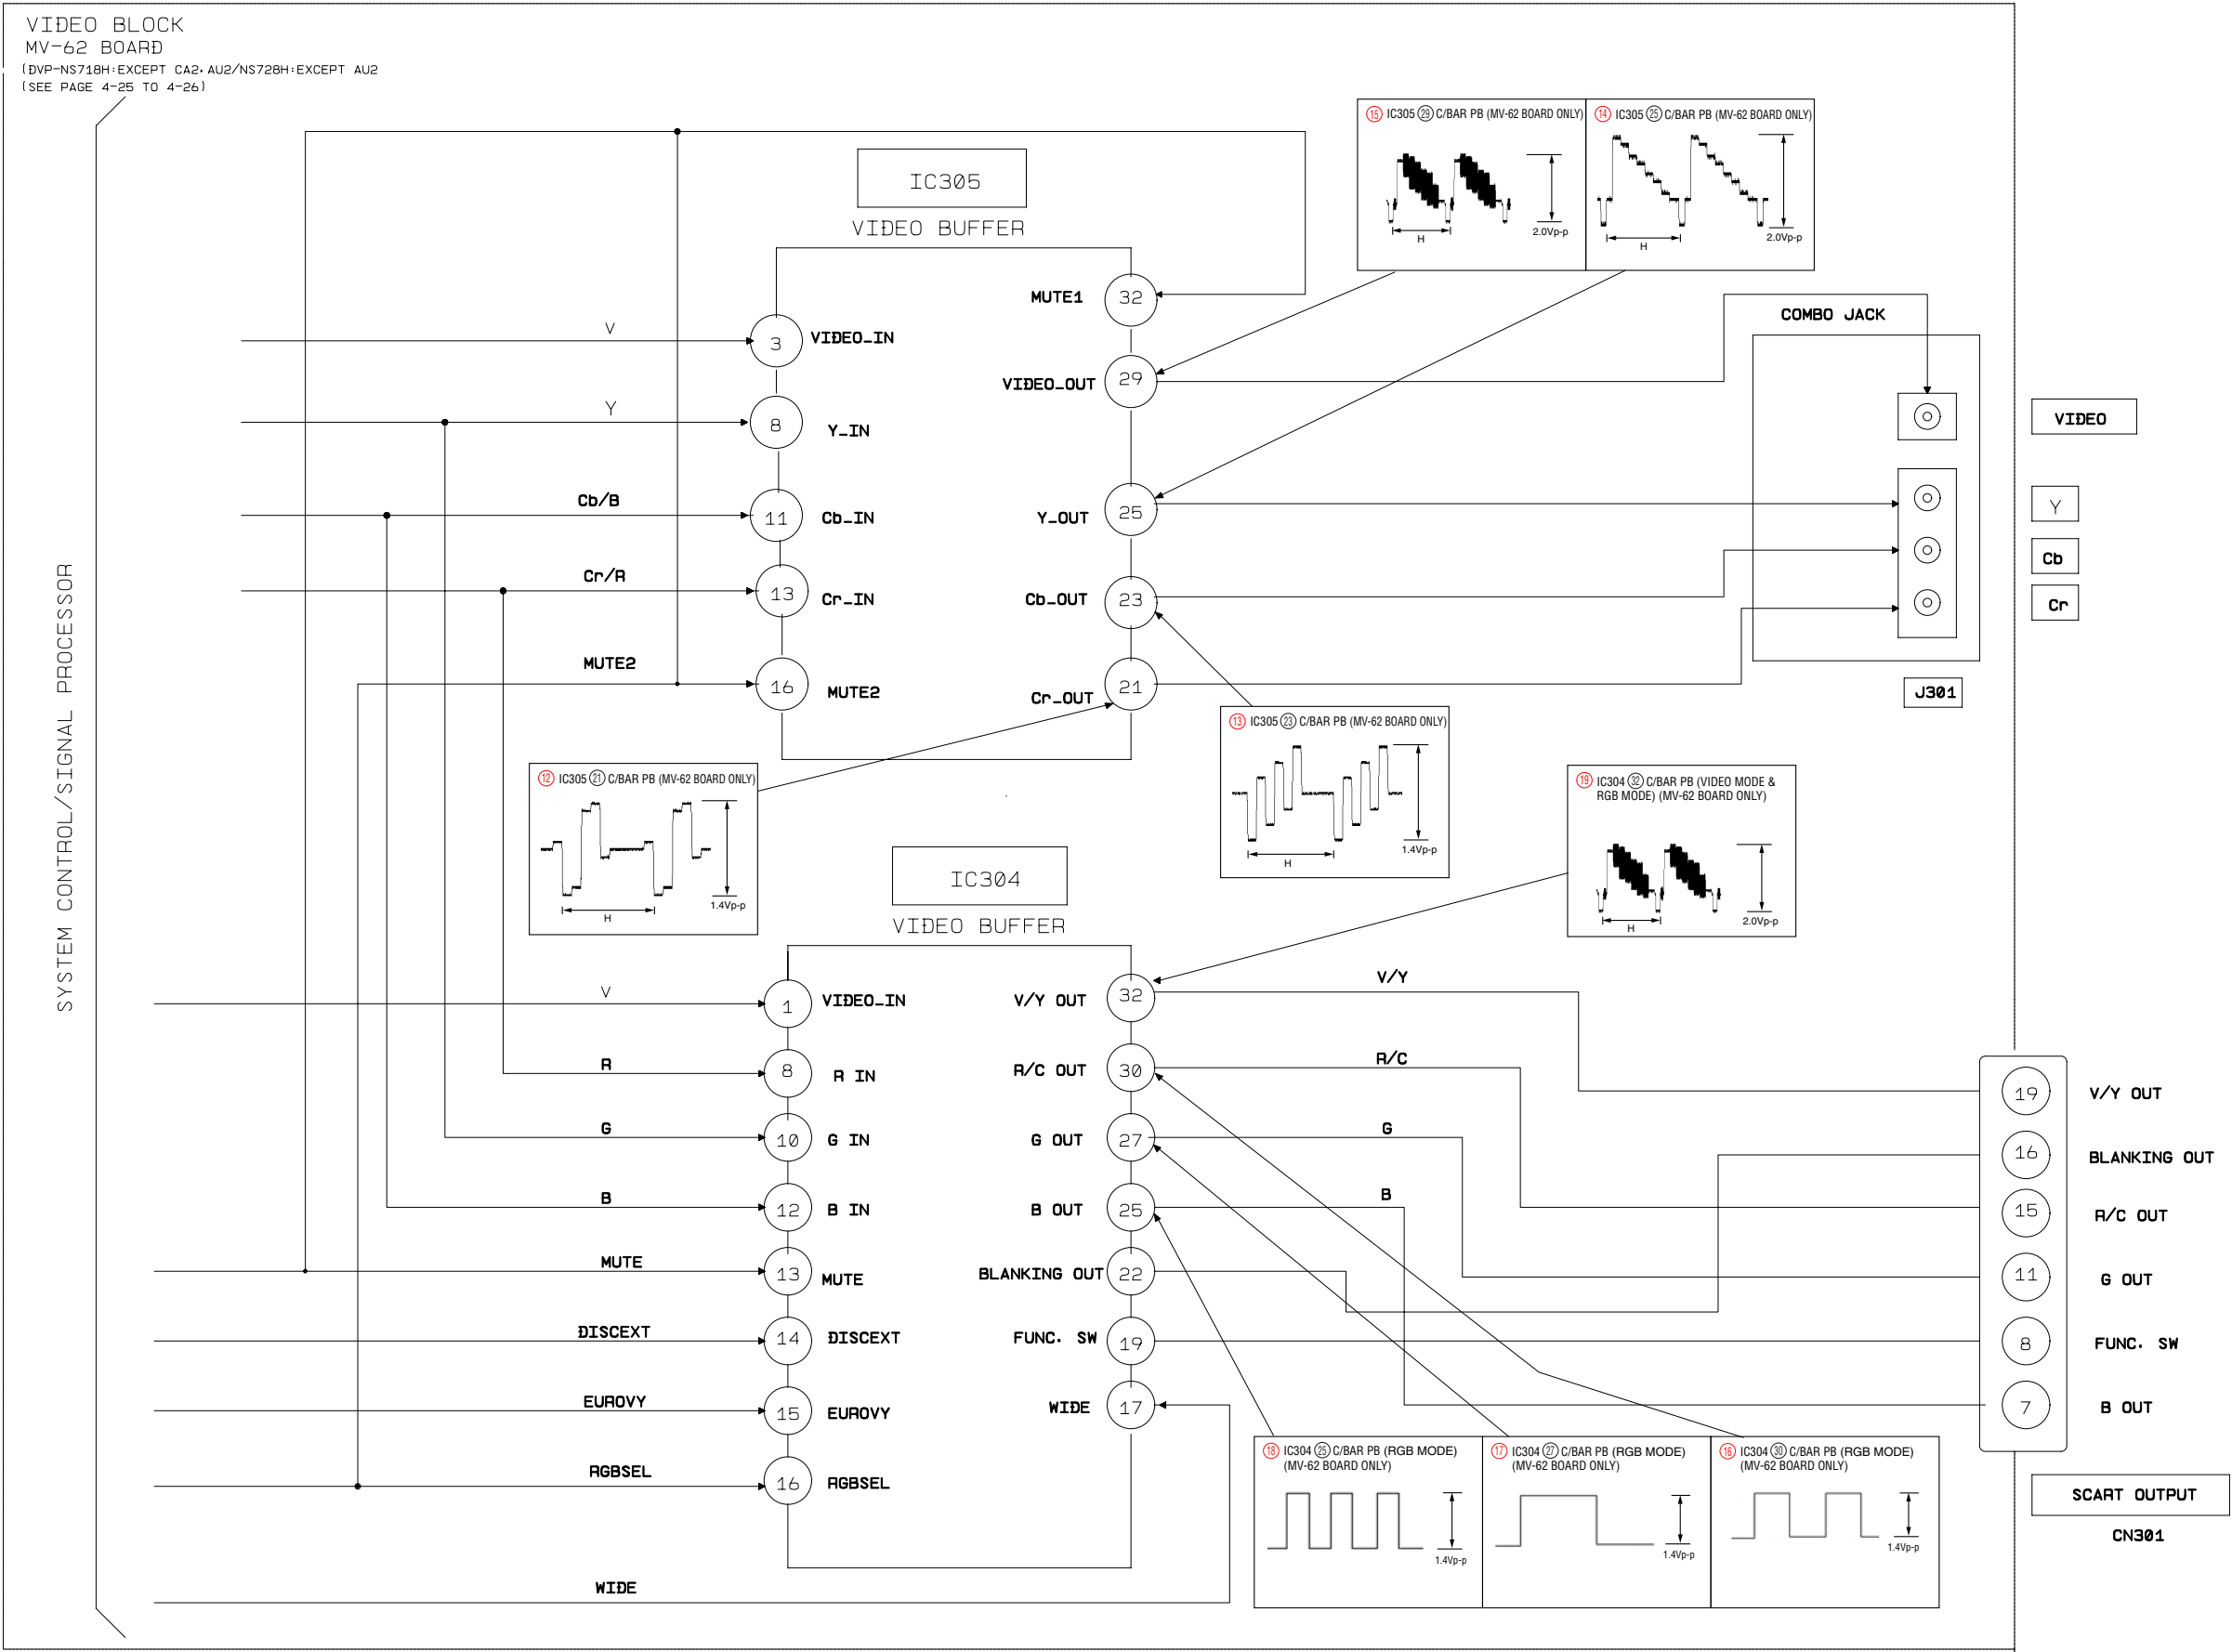 VIDEO BLOCK
MV-62 BOARD
(DVP-NS718H:EXCEPT CA2,AU2/NS728H:EXCEPT AU2
(SEE PAGE 4-25 TO 4-26)
SYSTEM CONTROL/SIGNAL PROCESSOR
IC305
VIDEO BUFFER
V
3
VIDEO_IN
Y
8
Y_IN
Cb/B
11
Cb_IN
Cr/R
13
Cr_IN
MUTE2
16
MUTE2
MUTE1
32
VIDEO_OUT
29
Y_OUT
25
Cb_OUT
23
Cr_OUT
21
15 IC305 29 C/BAR PB (MV-62 BOARD ONLY)
H
2.0Vp-p
14 IC305 25 C/BAR PB (MV-62 BOARD ONLY)
H
2.0Vp-p
COMBO JACK
VIDEO
Y
Cb
Cr
J301
12 IC305 21 C/BAR PB (MV-62 BOARD ONLY)
H
1.4Vp-p
13 IC305 23 C/BAR PB (MV-62 BOARD ONLY)
H
1.4Vp-p
19 IC304 32 C/BAR PB (VIDEO MODE &
RGB MODE) (MV-62 BOARD ONLY)
H
2.0Vp-p
IC304
VIDEO BUFFER
V
1
VIDEO_IN
R
8
R IN
G
10
G IN
B
12
B IN
MUTE
13
MUTE
DISCEXT
14
DISCEXT
EUROVY
15
EUROVY
RGBSEL
16
RGBSEL
WIDE
V/Y OUT
32
V/Y
R/C OUT
30
R/C
G OUT
27
G
B OUT
25
B
BLANKING OUT
22
FUNC. SW
19
WIDE
17
19
V/Y OUT
16
BLANKING OUT
15
R/C OUT
11
G OUT
8
FUNC. SW
7
B OUT
SCART OUTPUT
CN301
18 IC304 25 C/BAR PB (RGB MODE)
(MV-62 BOARD ONLY)
1.4Vp-p
17 IC304 27 C/BAR PB (RGB MODE)
(MV-62 BOARD ONLY)
1.4Vp-p
16 IC304 30 C/BAR PB (RGB MODE)
(MV-62 BOARD ONLY)
1.4Vp-p